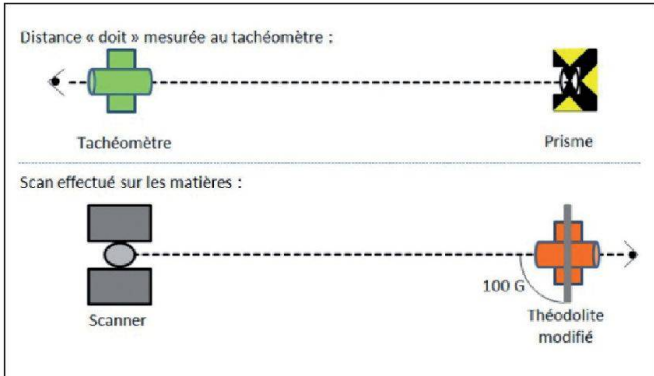 Distance « doit » mesurée au tachéomètre :
Tachéomètre
Prisme
Scan effectué sur les matières :
100 G
Scanner
Théodolite
modifié